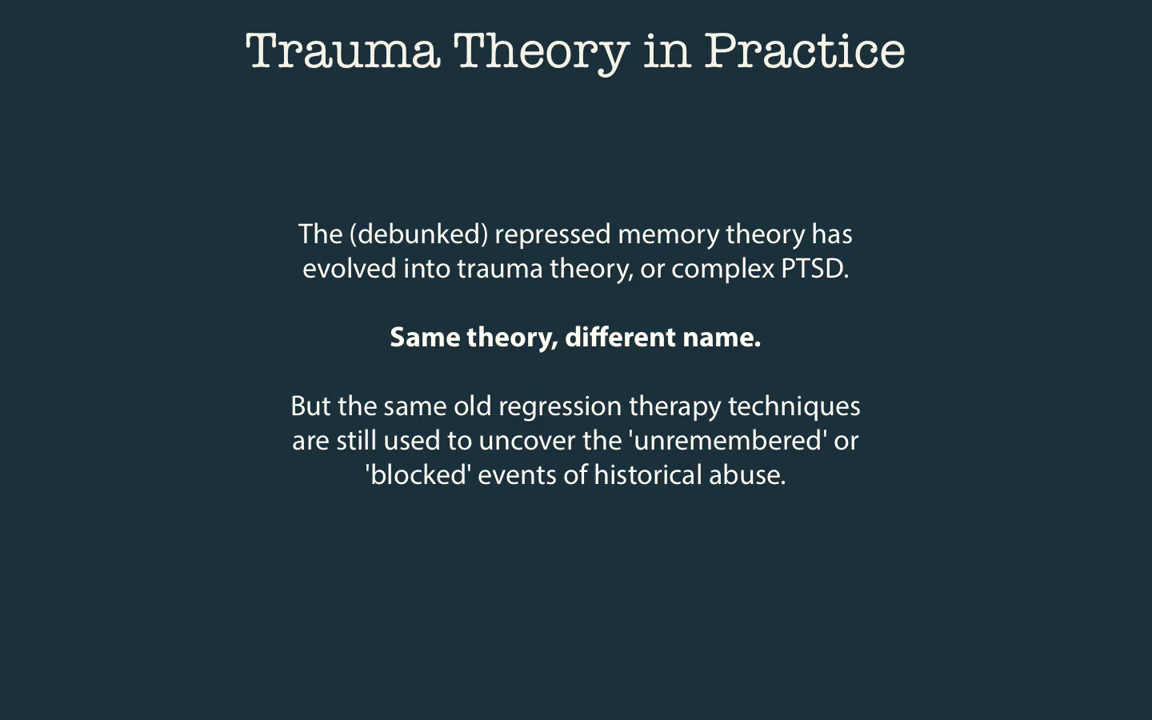 Trauma Theory in Practice
The (debunked) repressed memory theory has
evolved into trauma theory, or complex PTSD.
Same theory, different name.
But the same old regression therapy techniques
are still used to uncover the 'unremembered' or
'blocked' events of historical abuse.